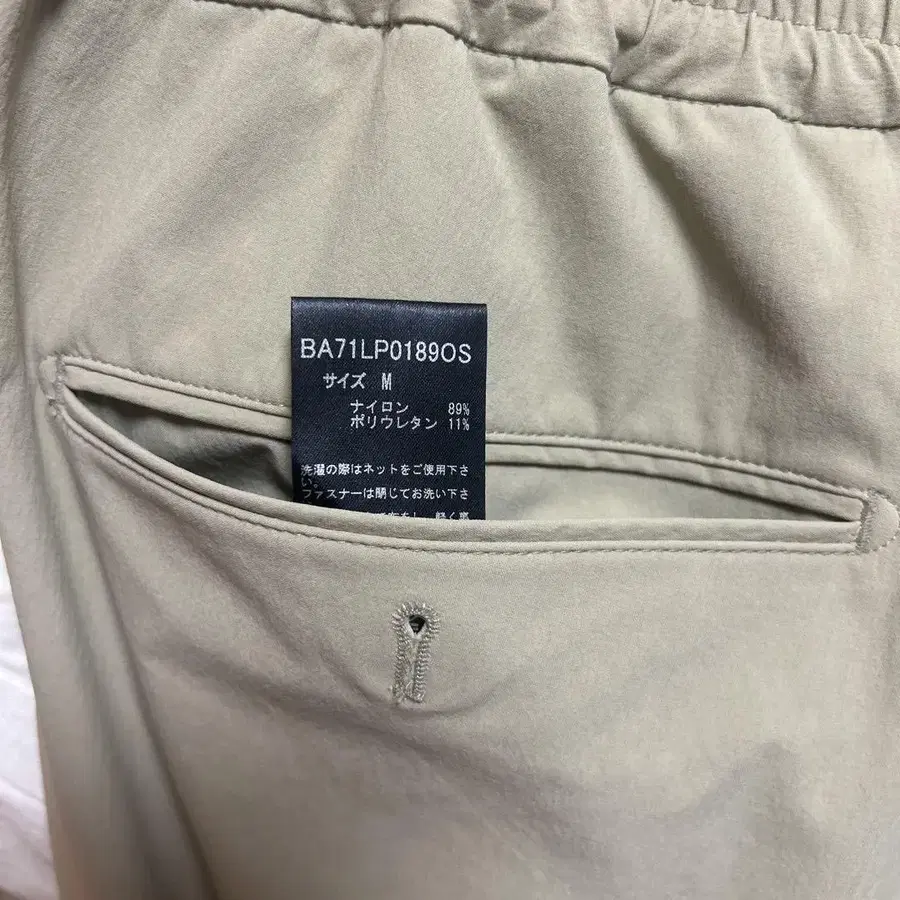 BA71LP0189OS
サイズ M
ナイロン 89%
ポリウレタン 11%
洗濯の際はネットをご使用下さ
い。
ファスナーは閉じてお洗い下さ